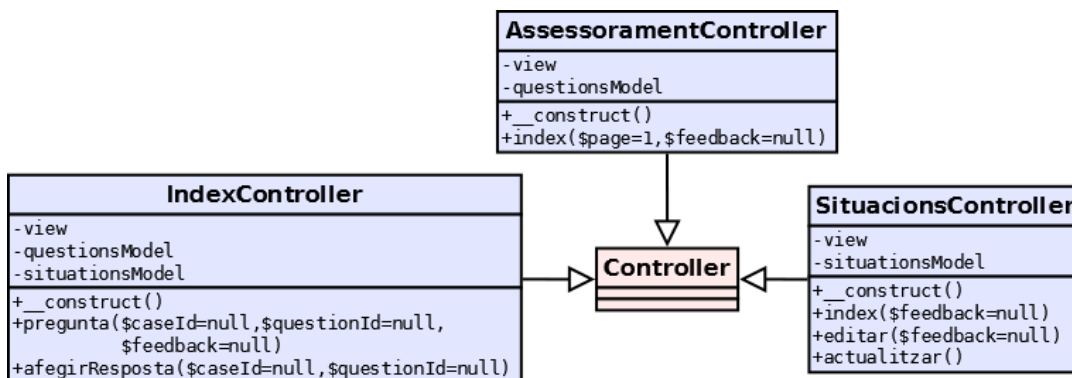 AssessoramentController
-view
-questionsModel
+__construct()
+index($page=1,$feedback=null)
IndexController
-view
-questionsModel
-situationsModel
+__construct()
+pregunta($caseId=null,$questionId=null,
$feedback=null)
+afegirResposta($caseId=null,$questionId=null)
Controller
SituacionsController
-view
-situationsModel
+__construct()
+index($feedback=null)
+editar($feedback=null)
+actualitzar()